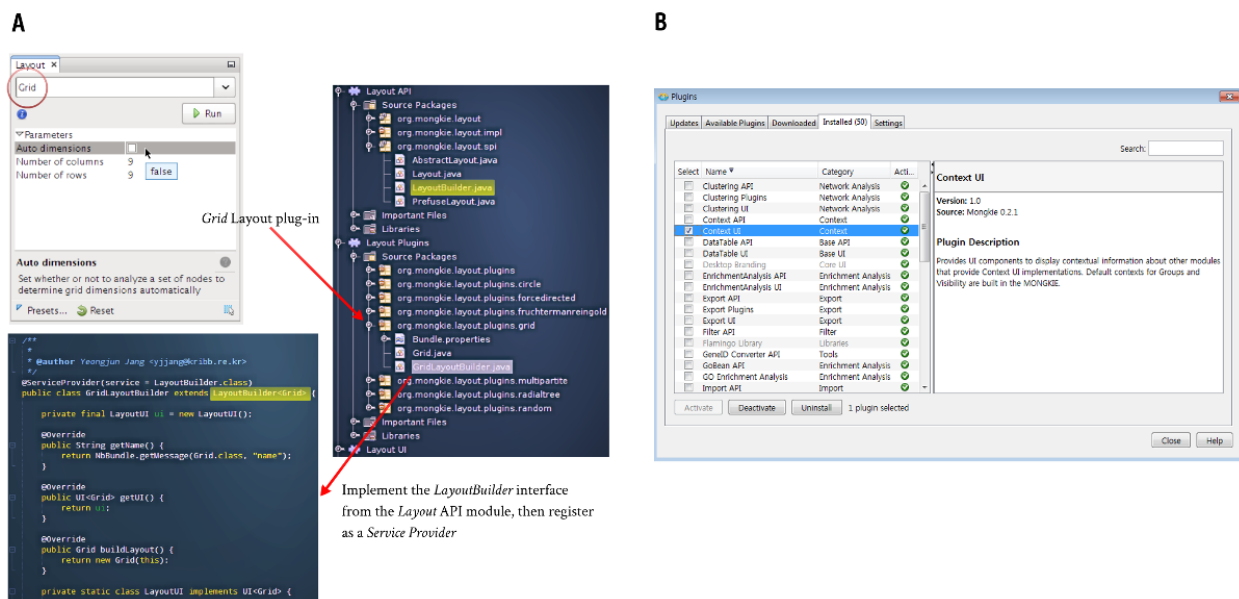 A
Layout
Grid
Run
Parameters
Auto dimensions
Number of columns 9
Number of rows 9
false
Auto dimensions
Set whether or not to analyze a set of nodes to
determine grid dimensions automatically
Presets... Reset
Grid Layout plug-in
Layout API
Source Packages
org.mongkie.layout
org.mongkie.layout.impl
org.mongkie.layout.spi
AbstractLayout.java
Layout.java
LayoutBuilder.java
PrefuseLayout.java
Important Files
Libraries
Layout Plugins
Source Packages
org.mongkie.layout.plugins
org.mongkie.layout.plugins.circle
org.mongkie.layout.plugins.forcedirected
org.mongkie.layout.plugins.fruchtermanreingold
org.mongkie.layout.plugins.grid
Bundle.properties
Grid.java
GridLayoutBuilder.java
org.mongkie.layout.plugins.multipartite
org.mongkie.layout.plugins.radialtree
org.mongkie.layout.plugins.random
Important Files
Libraries
Layout UI
/**
*
* @author Yeongjun Jang <yjjang@kribb.re.kr>
*/
@ServiceProvider(service = LayoutBuilder.class)
public class GridLayoutBuilder extends LayoutBuilder<Grid> {
private final LayoutUI ui = new LayoutUI();
@Override
public String getName() {
return NbBundle.getMessage(Grid.class, "name");
}
@Override
public UI<Grid> getUI() {
return ui;
}
@Override
public Grid buildLayout() {
return new Grid(this);
}
private static class LayoutUI implements UI<Grid> {
Implement the LayoutBuilder interface
from the Layout API module, then register
as a Service Provider
B
Plugins
Updates Available Plugins Downloaded Installed (50) Settings
Search:
Select Name Category Acti...
Clustering API Network Analysis
Clustering Plugins Network Analysis
Clustering UI Network Analysis
Context API Context
Context UI Context
DataTable API Base API
DataTable UI Base UI
Desktop Branding Core UI
EnrichmentAnalysis API Enrichment Analysis
EnrichmentAnalysis UI Enrichment Analysis
Export API Export
Export Plugins Export
Export UI Export
Filter API Filter
Flamingo Library Libraries
GeneID Converter API Tools
GoBean API Enrichment Analysis
GO Enrichment Analysis Enrichment Analysis
Import API Import
Context UI
Version: 1.0
Source: Mongkie 0.2.1
Plugin Description
Provides UI components to display contextual information about other modules
that provide Context UI implementations. Default contexts for Groups and
Visibility are built in the MONGKIE.
Activate Deactivate Uninstall 1 plugin selected
Close Help